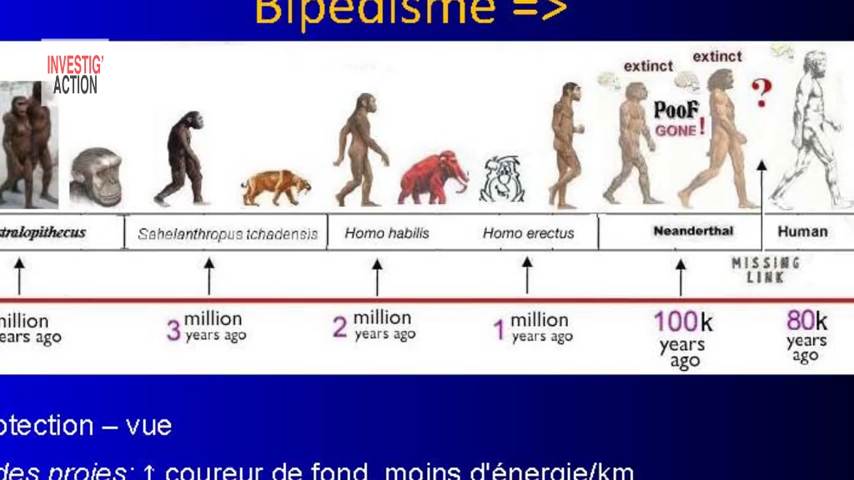 Bipédisme =>
INVESTIG'
ACTION
extinct
extinct
PooF
GONE!
?
tralopithecus
Sahelanthropus tchadensis
Homo habilis
Homo erectus
Neanderthal
Human
MISSING
LINK
illion
ears ago
3 million
years ago
2 million
years ago
1 million
years ago
100k
years
ago
80k
years
ago
otection – vue
des proies: ↑ coureur de fond, moins d'énergie/km